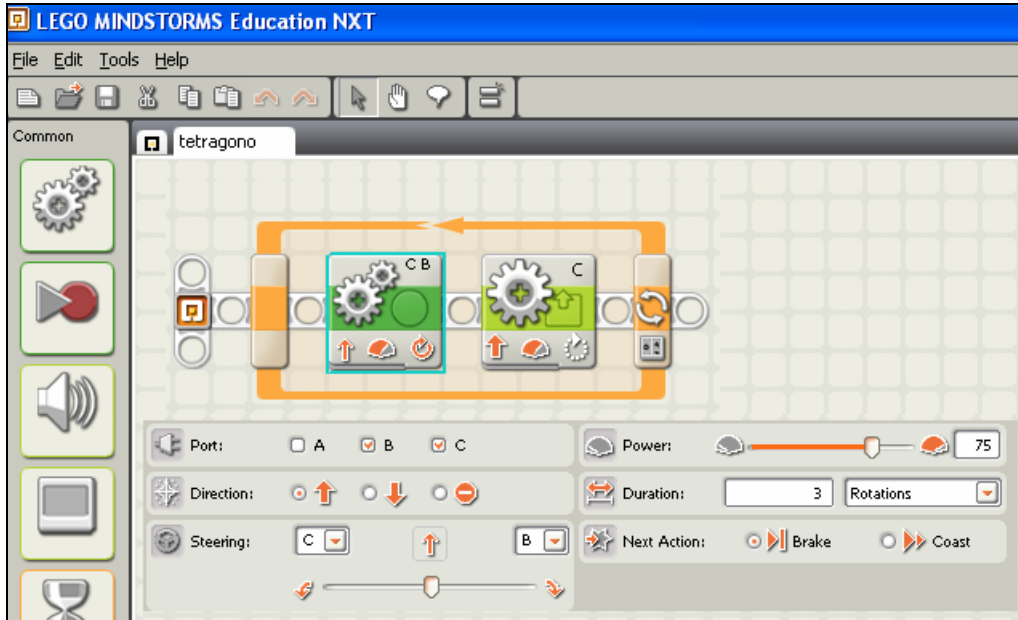 LEGO MINDSTORMS Education NXT
File Edit Tools Help
Common
tetragono
C B
C
Port: A B C
Power: 75
Direction:
Duration: 3 Rotations
Steering: C B
Next Action: Brake Coast